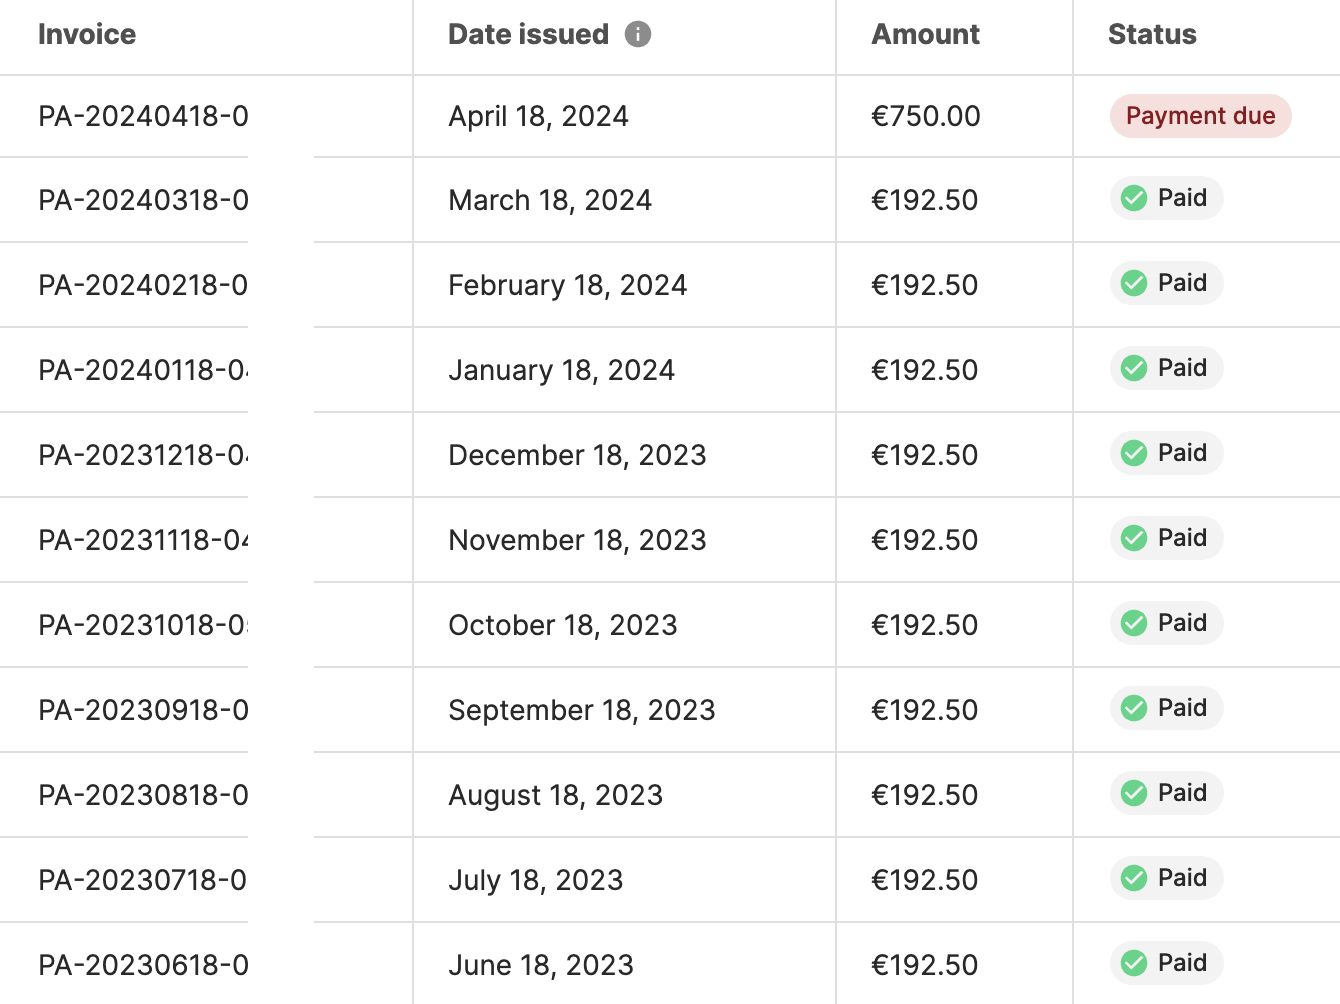 Invoice Date issued Amount Status
PA-20240418-0 April 18, 2024 €750.00 Payment due
PA-20240318-0 March 18, 2024 €192.50 Paid
PA-20240218-0 February 18, 2024 €192.50 Paid
PA-20240118-04 January 18, 2024 €192.50 Paid
PA-20231218-04 December 18, 2023 €192.50 Paid
PA-20231118-04 November 18, 2023 €192.50 Paid
PA-20231018-0 October 18, 2023 €192.50 Paid
PA-20230918-0 September 18, 2023 €192.50 Paid
PA-20230818-0 August 18, 2023 €192.50 Paid
PA-20230718-0 July 18, 2023 €192.50 Paid
PA-20230618-0 June 18, 2023 €192.50 Paid